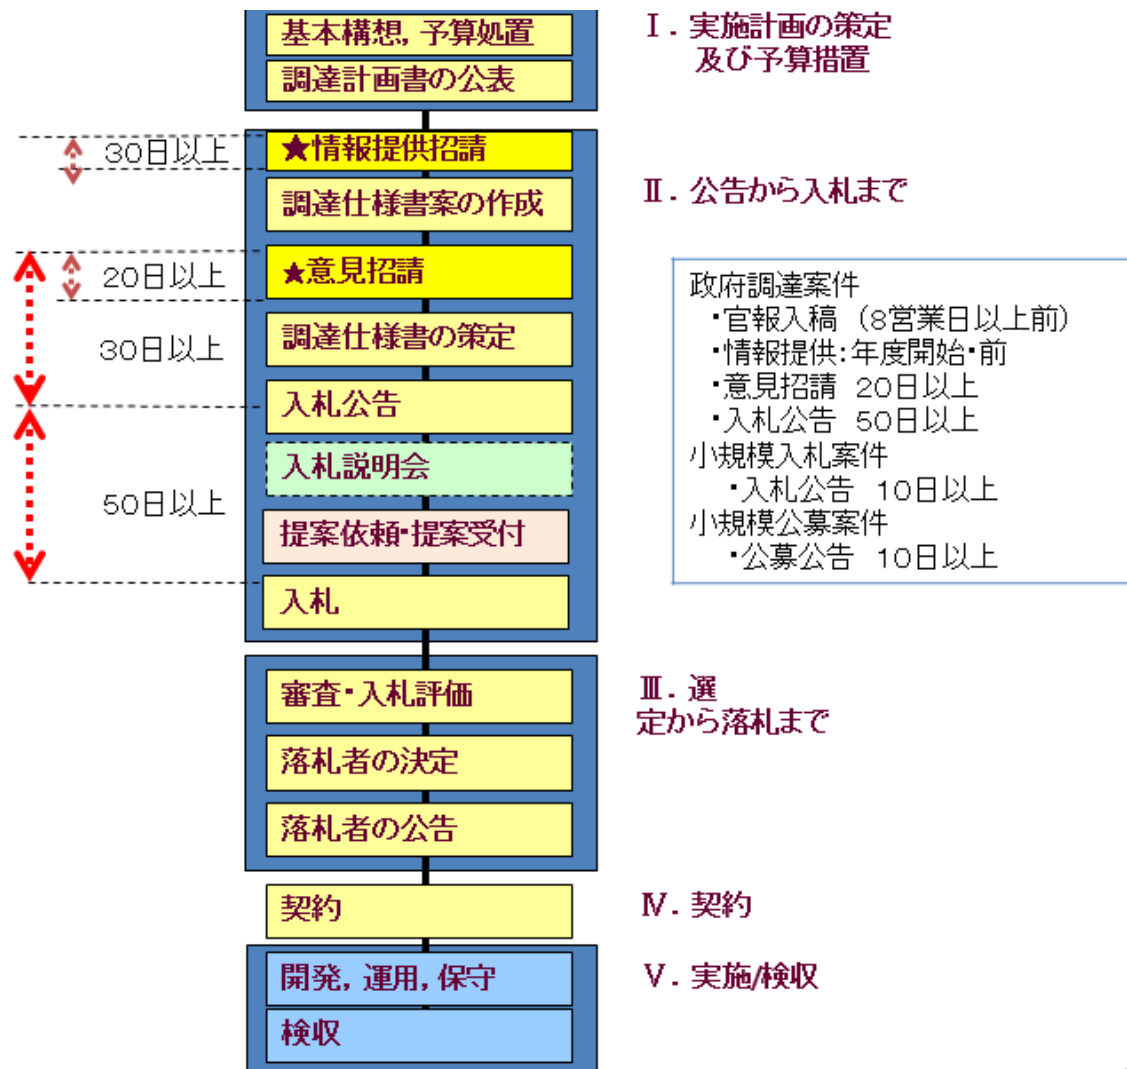 基本構想, 予算処置
Ⅰ. 実施計画の策定
及び予算措置
調達計画書の公表
30日以上
★情報提供招請
調達仕様書案の作成
Ⅱ. 公告から入札まで
20日以上
★意見招請
30日以上
調達仕様書の策定
入札公告
入札説明会
50日以上
提案依頼・提案受付
入札
政府調達案件
・官報入稿 (8営業日以上前)
・情報提供:年度開始・前
・意見招請 20日以上
・入札公告 50日以上
小規模入札案件
・入札公告 10日以上
小規模公募案件
・公募公告 10日以上
審査・入札評価
Ⅲ. 選
定から落札まで
落札者の決定
落札者の公告
契約
Ⅳ. 契約
開発, 運用, 保守
Ⅴ. 実施/検収
検収